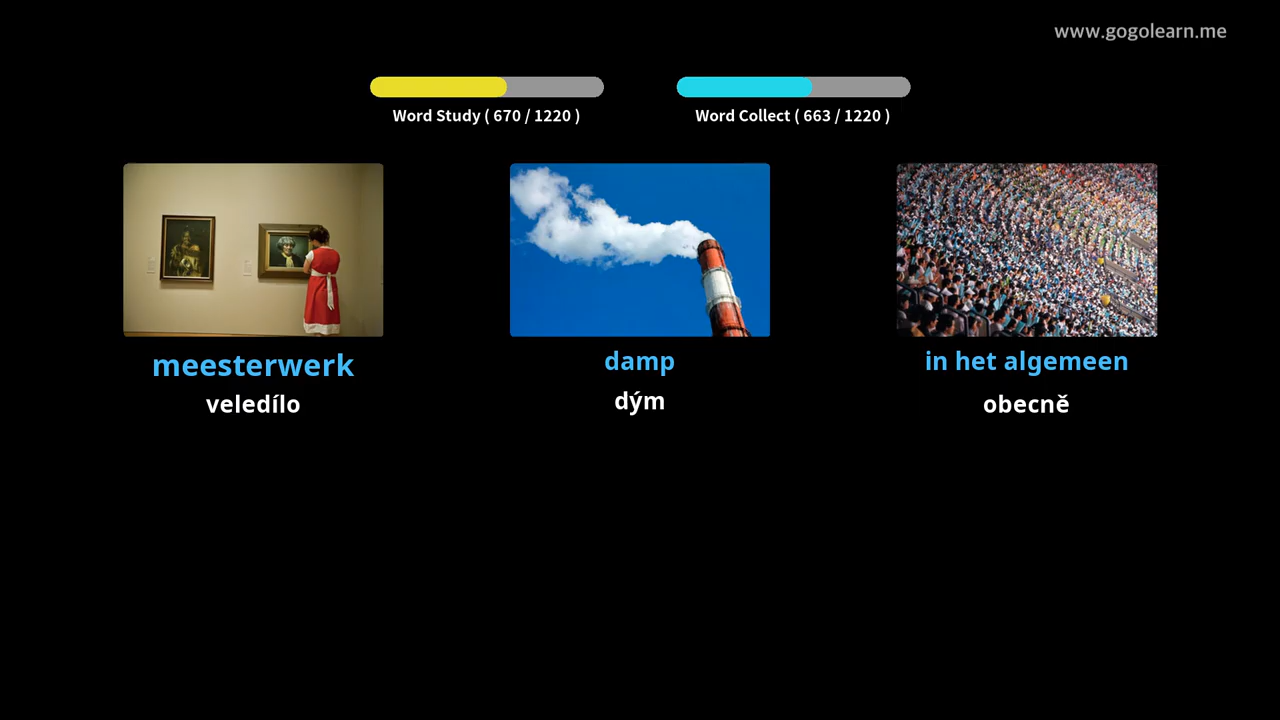 www.gogolearn.me
Word Study ( 670 / 1220 )
Word Collect ( 663 / 1220 )
meesterwerk
veledílo
damp
dým
in het algemeen
obecně